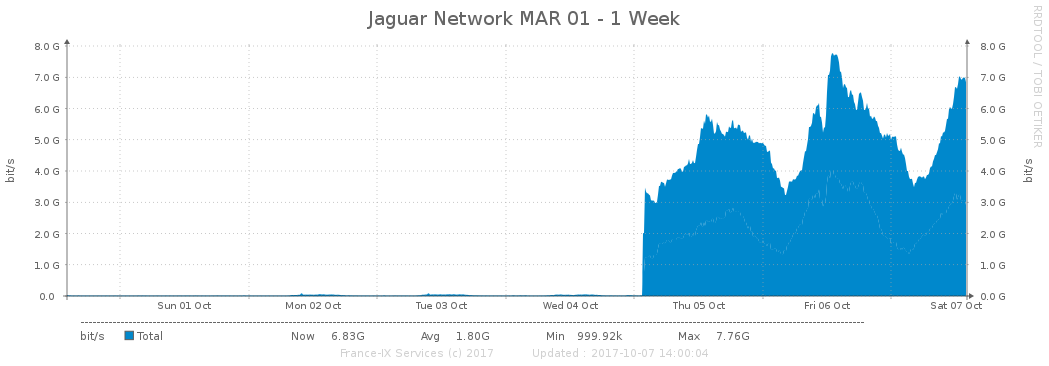 Jaguar Network MAR 01 - 1 Week
RRDTOOL / TOBI OETIKER
8.0 G 8.0 G
7.0 G 7.0 G
6.0 G 6.0 G
5.0 G 5.0 G
4.0 G 4.0 G
3.0 G 3.0 G
2.0 G 2.0 G
1.0 G 1.0 G
0.0 0.0 G
bit/s
bit/s
Sun 01 Oct Mon 02 Oct Tue 03 Oct Wed 04 Oct Thu 05 Oct Fri 06 Oct Sat 07 Oct
bit/s Total Now 6.83G Avg 1.80G Min 999.92k Max 7.76G
France-IX Services (c) 2017 Updated : 2017-10-07 14:00:04